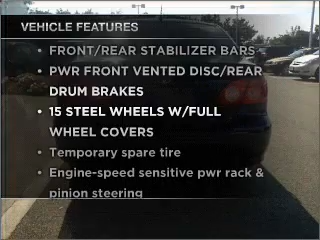 VEHICLE FEATURES
• FRONT/REAR STABILIZER BARS
• PWR FRONT VENTED DISC/REAR
DRUM BRAKES
• 15 STEEL WHEELS W/FULL
WHEEL COVERS
• Temporary spare tire
• Engine-speed sensitive pwr rack &
pinion steering